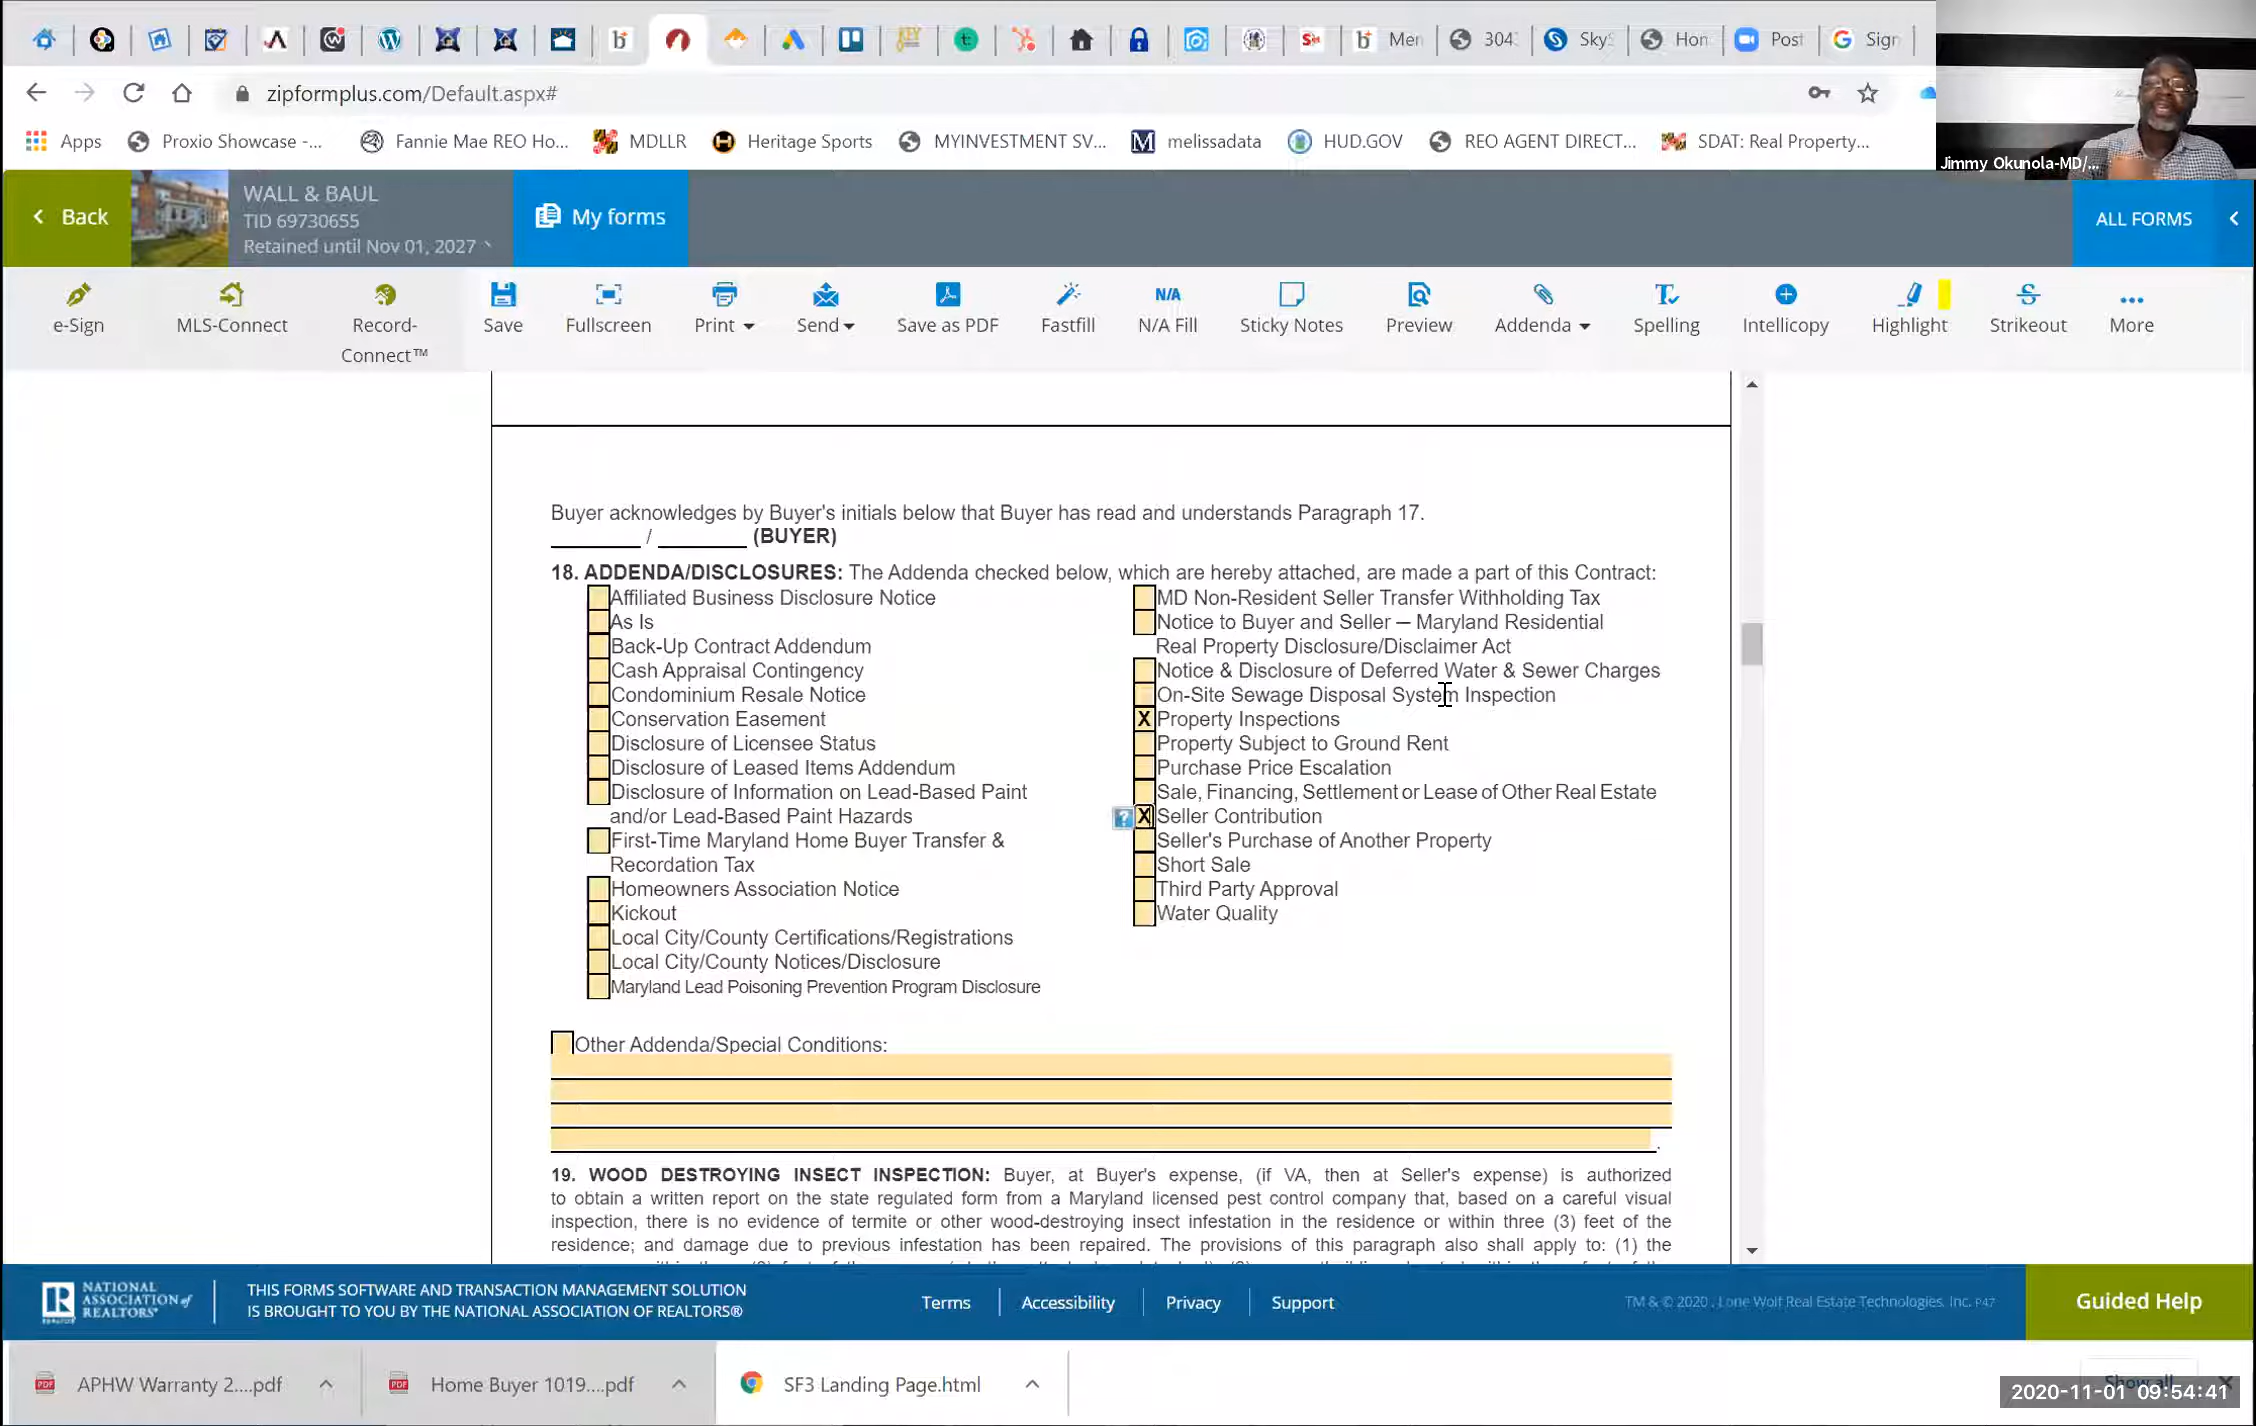 Mer
304
Sky
Hon
Post
Sign
zipformplus.com/Default.aspx#
Apps
Proxio Showcase -...
Fannie Mae REO Ho...
MDLLR
Heritage Sports
MYINVESTMENT SV...
melissadata
HUD.GOV
REO AGENT DIRECT...
SDAT: Real Property...
Jimmy Okunola-MD/...
Back
WALL & BAUL
TID 69730655
Retained until Nov 01, 2027
My forms
ALL FORMS
e-Sign
MLS-Connect
Record-
Connect™
Save
Fullscreen
Print
Send
Save as PDF
Fastfill
N/A
N/A Fill
Sticky Notes
Preview
Addenda
Spelling
Intellicopy
Highlight
Strikeout
More
Buyer acknowledges by Buyer's initials below that Buyer has read and understands Paragraph 17.
/ (BUYER)
18. ADDENDA/DISCLOSURES: The Addenda checked below, which are hereby attached, are made a part of this Contract:
Affiliated Business Disclosure Notice
As Is
Back-Up Contract Addendum
Cash Appraisal Contingency
Condominium Resale Notice
Conservation Easement
Disclosure of Licensee Status
Disclosure of Leased Items Addendum
Disclosure of Information on Lead-Based Paint
and/or Lead-Based Paint Hazards
First-Time Maryland Home Buyer Transfer &
Recordation Tax
Homeowners Association Notice
Kickout
Local City/County Certifications/Registrations
Local City/County Notices/Disclosure
Maryland Lead Poisoning Prevention Program Disclosure
MD Non-Resident Seller Transfer Withholding Tax
Notice to Buyer and Seller – Maryland Residential
Real Property Disclosure/Disclaimer Act
Notice & Disclosure of Deferred Water & Sewer Charges
On-Site Sewage Disposal System Inspection
X Property Inspections
Property Subject to Ground Rent
Purchase Price Escalation
Sale, Financing, Settlement or Lease of Other Real Estate
? X Seller Contribution
Seller's Purchase of Another Property
Short Sale
Third Party Approval
Water Quality
Other Addenda/Special Conditions:
.
19. WOOD DESTROYING INSECT INSPECTION: Buyer, at Buyer's expense, (if VA, then at Seller's expense) is authorized
to obtain a written report on the state regulated form from a Maryland licensed pest control company that, based on a careful visual
inspection, there is no evidence of termite or other wood-destroying insect infestation in the residence or within three (3) feet of the
residence; and damage due to previous infestation has been repaired. The provisions of this paragraph also shall apply to: (1) the
NATIONAL
ASSOCIATION of
REALTORS®
THIS FORMS SOFTWARE AND TRANSACTION MANAGEMENT SOLUTION
IS BROUGHT TO YOU BY THE NATIONAL ASSOCIATION OF REALTORS®
Terms
Accessibility
Privacy
Support
TM & © 2020 . Lone Wolf Real Estate Technologies, Inc. P47
Guided Help
APHW Warranty 2....pdf
Home Buyer 1019....pdf
SF3 Landing Page.html
Show all
2020-11-01 09:54:41